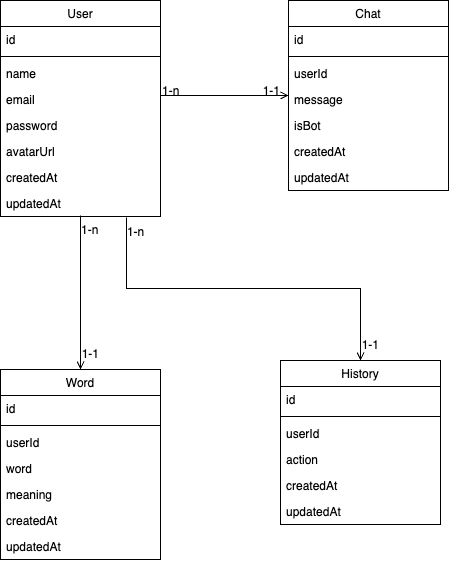 User
id
name
email
password
avatarUrl
createdAt
updatedAt
1-n
1-1
Chat
id
userId
message
isBot
createdAt
updatedAt
1-n
1-n
1-1
1-1
Word
id
userId
word
meaning
createdAt
updatedAt
History
id
userId
action
createdAt
updatedAt